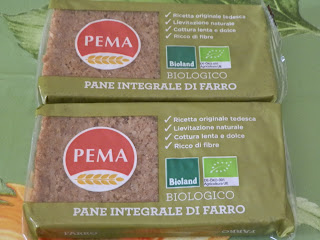 PEMA
Ricetta originale tedesca
Lievitazione naturale
Cottura lenta e dolce
Ricco di fibre
Bioland
BIOLOGICO
PANE INTEGRALE DI FARRO
PEMA
Ricetta originale tedesca
Lievitazione naturale
Cottura lenta e dolce
Ricco di fibre
Bioland
BIOLOGICO
PANE INTEGRALE DI FARRO
FARRO